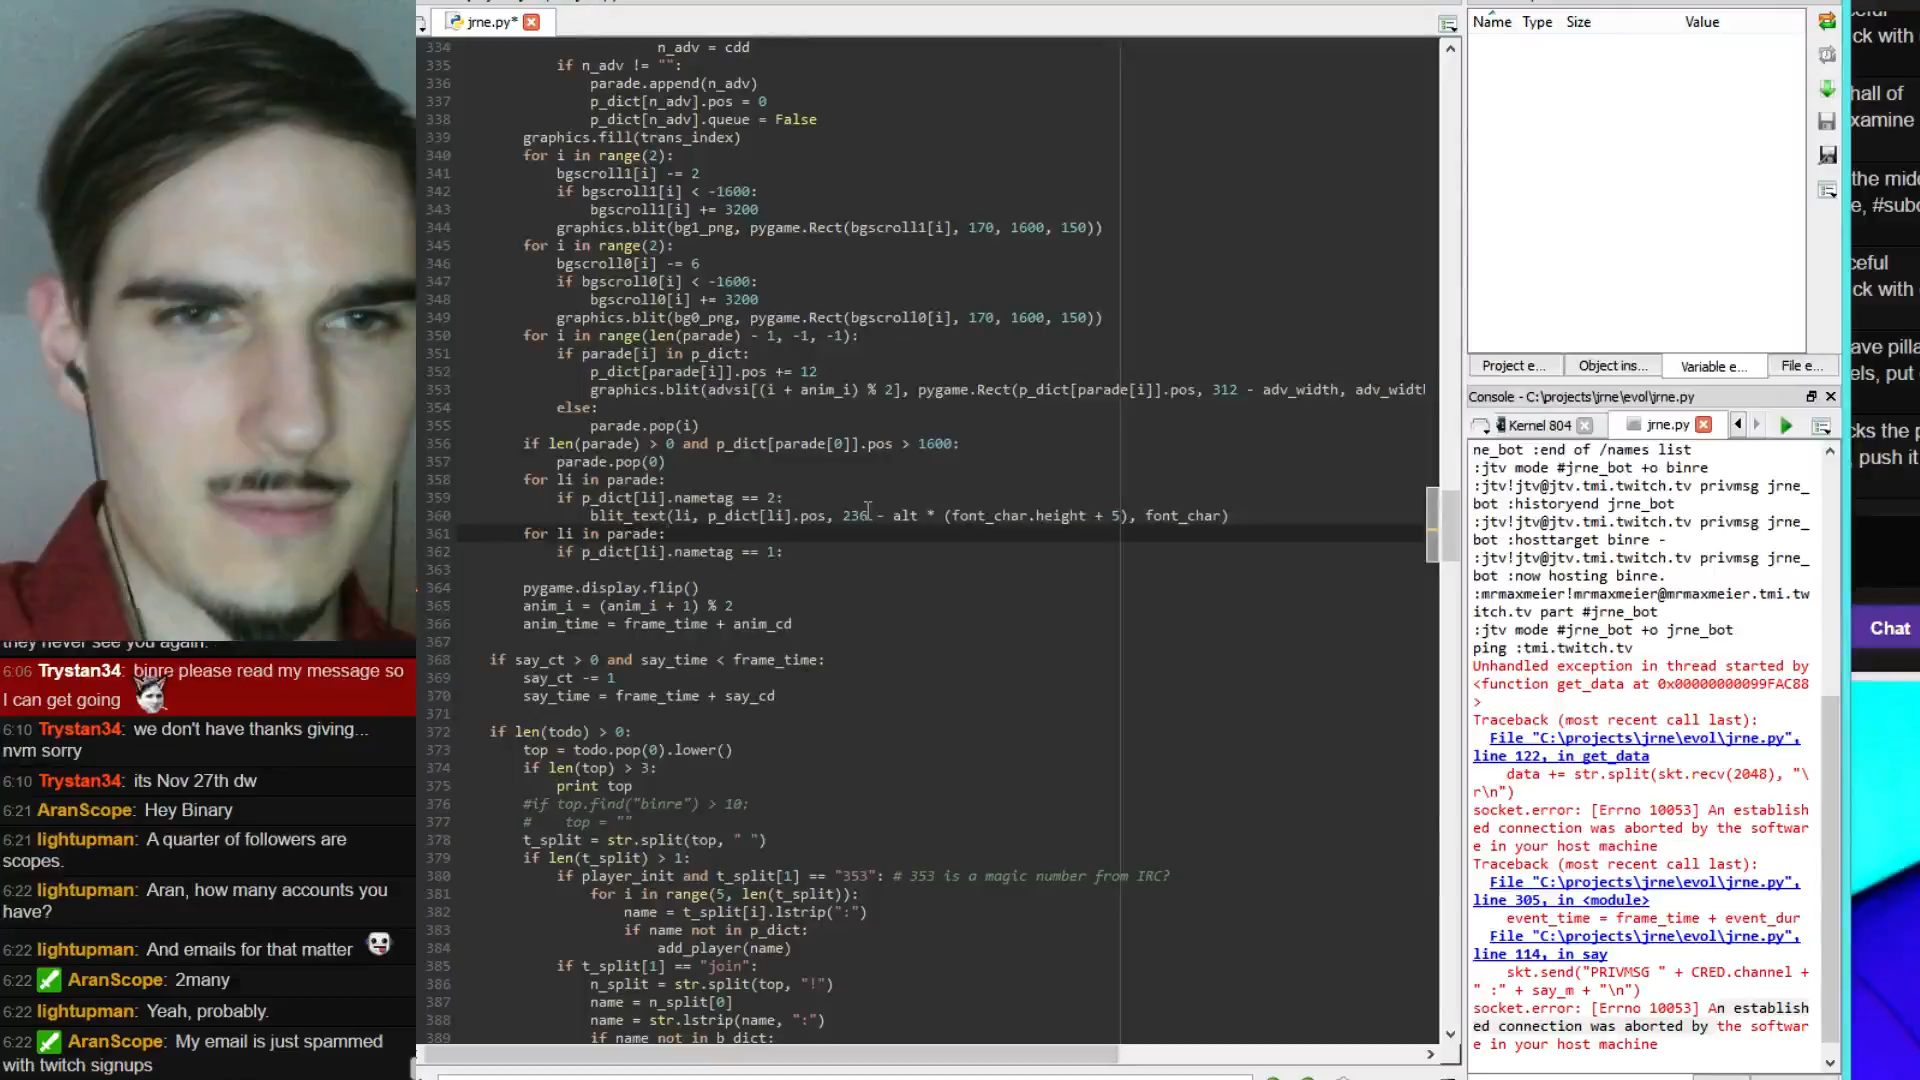 jrne.py*
334 n_adv = cdd
335 if n_adv != "":
336 parade.append(n_adv)
337 p_dict[n_adv].pos = 0
338 p_dict[n_adv].queue = False
339 graphics.fill(trans_index)
340 for i in range(2):
341 bgscroll1[i] -= 2
342 if bgscroll1[i] < -1600:
343 bgscroll1[i] += 3200
344 graphics.blit(bg1_png, pygame.Rect(bgscroll1[i], 170, 1600, 150))
345 for i in range(2):
346 bgscroll0[i] -= 6
347 if bgscroll0[i] < -1600:
348 bgscroll0[i] += 3200
349 graphics.blit(bg0_png, pygame.Rect(bgscroll0[i], 170, 1600, 150))
350 for i in range(len(parade) - 1, -1, -1):
351 if parade[i] in p_dict:
352 p_dict[parade[i]].pos += 12
353 graphics.blit(advsi[(i + anim_i) % 2], pygame.Rect(p_dict[parade[i]].pos, 312 - adv_width, adv_widt
354 else:
355 parade.pop(i)
356 if len(parade) > 0 and p_dict[parade[0]].pos > 1600:
357 parade.pop(0)
358 for li in parade:
359 if p_dict[li].nametag == 2:
360 blit_text(li, p_dict[li].pos, 236 - alt * (font_char.height + 5), font_char)
361 for li in parade:
362 if p_dict[li].nametag == 1:
363
364 pygame.display.flip()
365 anim_i = (anim_i + 1) % 2
366 anim_time = frame_time + anim_cd
367
368 if say_ct > 0 and say_time < frame_time:
369 say_ct -= 1
370 say_time = frame_time + say_cd
371
372 if len(todo) > 0:
373 top = todo.pop(0).lower()
374 if len(top) > 3:
375 print top
376 #if top.find("binre") > 10:
377 # top = ""
378 t_split = str.split(top, " ")
379 if len(t_split) > 1:
380 if player_init and t_split[1] == "353": # 353 is a magic number from IRC?
381 for i in range(5, len(t_split)):
382 name = t_split[i].lstrip(":")
383 if name not in p_dict:
384 add_player(name)
385 if t_split[1] == "join":
386 n_split = str.split(top, "!")
387 name = n_split[0]
388 name = str.lstrip(name, ":")
389 if name not in b_dict:
they never see you again.
6:06 Trystan34: binre please read my message so
I can get going
6:10 Trystan34: we don't have thanks giving...
nvm sorry
6:10 Trystan34: its Nov 27th dw
6:21 AranScope: Hey Binary
6:21 lightupman: A quarter of followers are
scopes.
6:22 lightupman: Aran, how many accounts you
have?
6:22 lightupman: And emails for that matter
6:22 AranScope: 2many
6:22 lightupman: Yeah, probably.
6:22 AranScope: My email is just spammed
with twitch signups
Name Type Size Value
Project e... Object ins... Variable e... File e...
Console - C:\projects\jrne\evol\jrne.py
Kernel 804 jrne.py
ne_bot :end of /names list
:jtv mode #jrne_bot +o binre
:jtv!jtv@jtv.tmi.twitch.tv privmsg jrne_
bot :historyend jrne_bot
:jtv!jtv@jtv.tmi.twitch.tv privmsg jrne_
bot :hosttarget binre -
:jtv!jtv@jtv.tmi.twitch.tv privmsg jrne_
bot :now hosting binre.
:mrmaxmeier!mrmaxmeier@mrmaxmeier.tmi.tw
itch.tv part #jrne_bot
:jtv mode #jrne_bot +o jrne_bot
ping :tmi.twitch.tv
Unhandled exception in thread started by
<function get_data at 0x00000000099FAC88
>
Traceback (most recent call last):
File "C:\projects\jrne\evol\jrne.py",
line 122, in get_data
data += str.split(skt.recv(2048), "\
r\n")
socket.error: [Errno 10053] An establish
ed connection was aborted by the softwar
e in your host machine
Traceback (most recent call last):
File "C:\projects\jrne\evol\jrne.py",
line 305, in <module>
event_time = frame_time + event_dur
File "C:\projects\jrne\evol\jrne.py",
line 114, in say
skt.send("PRIVMSG " + CRED.channel +
" :" + say_m + "\n")
socket.error: [Errno 10053] An establish
ed connection was aborted by the softwar
e in your host machine
ck with
hall of
xamine
the mid
e, #sub
ceful
ck with
ave pilla
els, put
cks the p
, push it
Chat